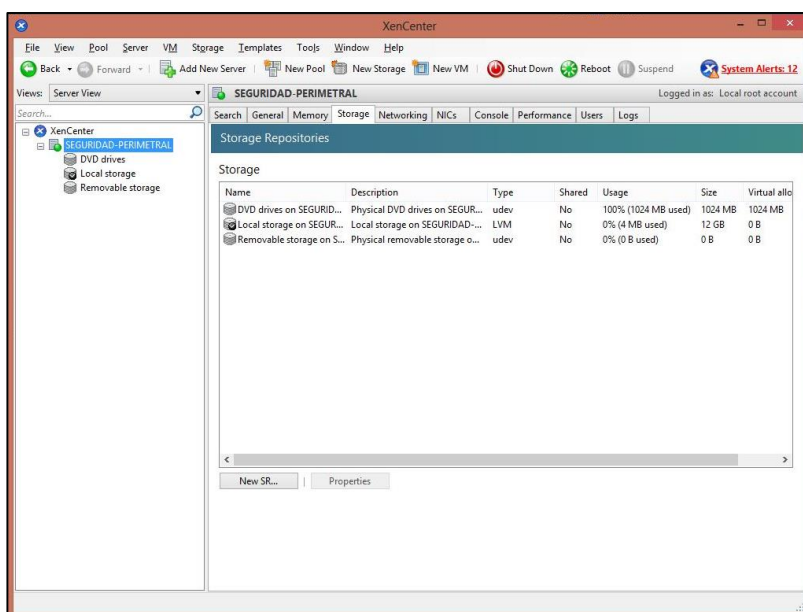 XenCenter
File View Pool Server VM Storage Templates Tools Window Help
Back Forward Add New Server New Pool New Storage New VM Shut Down Reboot Suspend System Alerts: 12
Views: Server View SEGURIDAD-PERIMETRAL Logged in as: Local root account
Search... Search General Memory Storage Networking NICs Console Performance Users Logs
XenCenter
SEGURIDAD-PERIMETRAL
DVD drives
Local storage
Removable storage
Storage Repositories
Storage
Name Description Type Shared Usage Size Virtual allo
DVD drives on SEGURID... Physical DVD drives on SEGUR... udev No 100% (1024 MB used) 1024 MB 1024 MB
Local storage on SEGUR... Local storage on SEGURIDAD-... LVM No 0% (4 MB used) 12 GB 0 B
Removable storage on S... Physical removable storage o... udev No 0% (0 B used) 0 B 0 B
New SR... Properties